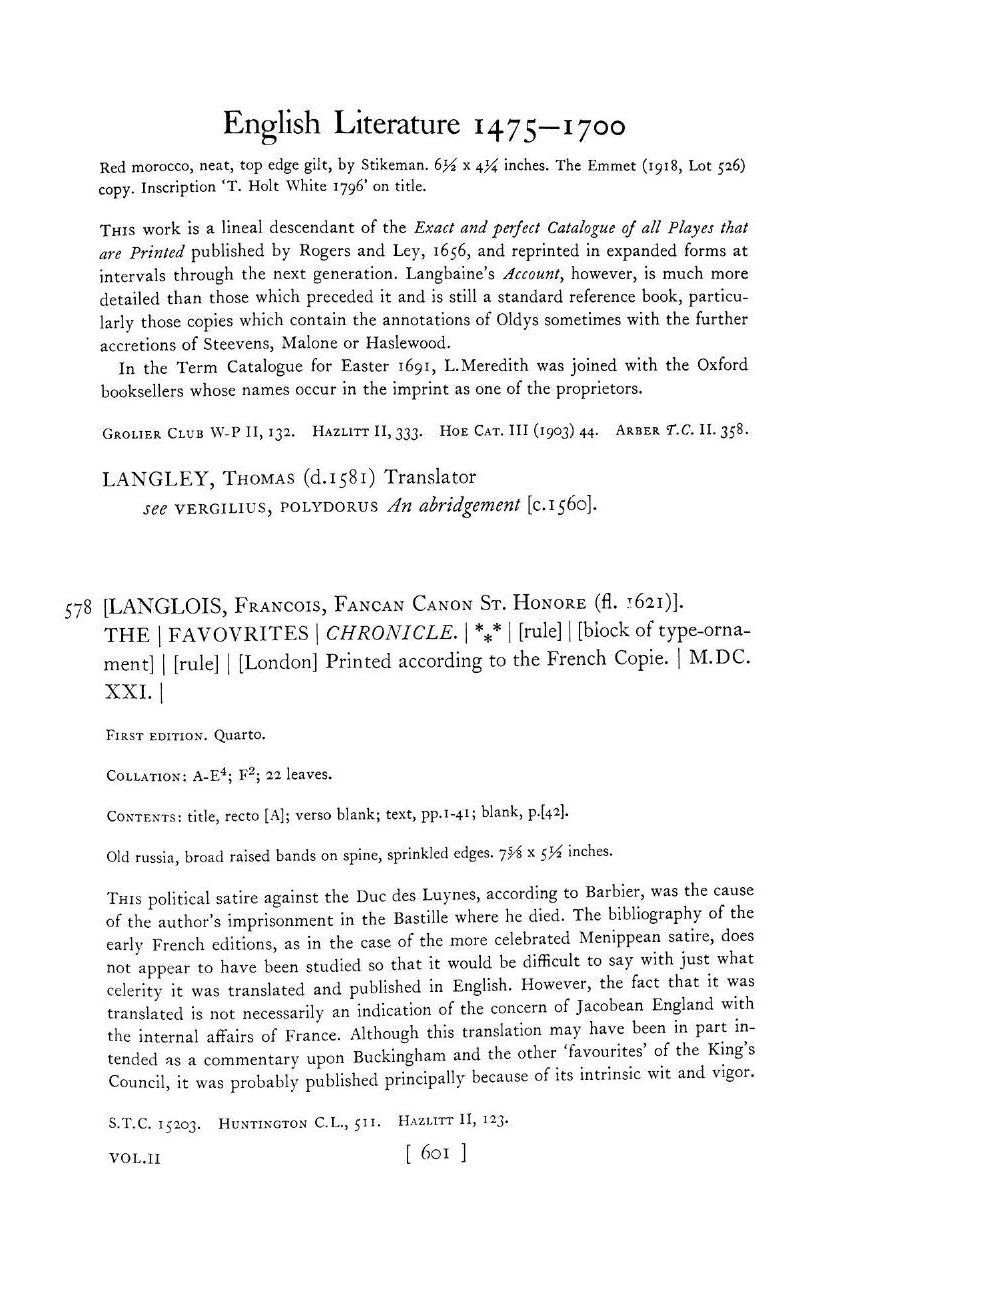 English Literature 1475–1700
Red morocco, neat, top edge gilt, by Stikeman. 6½ x 4¼ inches. The Emmet (1918, Lot 526)
copy. Inscription ‘T. Holt White 1796’ on title.
This work is a lineal descendant of the Exact and perfect Catalogue of all Playes that
are Printed published by Rogers and Ley, 1656, and reprinted in expanded forms at
intervals through the next generation. Langbaine’s Account, however, is much more
detailed than those which preceded it and is still a standard reference book, particu-
larly those copies which contain the annotations of Oldys sometimes with the further
accretions of Steevens, Malone or Haslewood.
In the Term Catalogue for Easter 1691, L.Meredith was joined with the Oxford
booksellers whose names occur in the imprint as one of the proprietors.
Grolier Club W-P II, 132. Hazlitt II, 333. Hoe Cat. III (1903) 44. Arber T.C. II. 358.
LANGLEY, Thomas (d.1581) Translator
see VERGILIUS, POLYDORUS An abridgement [c.1560].
578 [LANGLOIS, Francois, Fancan Canon St. Honore (fl. 1621)].
THE | FAVOVRITES | CHRONICLE. | *⁎* | [rule] | [block of type-orna-
ment] | [rule] | [London] Printed according to the French Copie. | M.DC.
XXI. |
First edition. Quarto.
Collation: A-E⁴; F²; 22 leaves.
Contents: title, recto [A]; verso blank; text, pp.1-41; blank, p.[42].
Old russia, broad raised bands on spine, sprinkled edges. 7⅝ x 5½ inches.
This political satire against the Duc des Luynes, according to Barbier, was the cause
of the author’s imprisonment in the Bastille where he died. The bibliography of the
early French editions, as in the case of the more celebrated Menippean satire, does
not appear to have been studied so that it would be difficult to say with just what
celerity it was translated and published in English. However, the fact that it was
translated is not necessarily an indication of the concern of Jacobean England with
the internal affairs of France. Although this translation may have been in part in-
tended as a commentary upon Buckingham and the other ‘favourites’ of the King’s
Council, it was probably published principally because of its intrinsic wit and vigor.
S.T.C. 15203. Huntington C.L., 511. Hazlitt II, 123.
VOL.II [ 601 ]